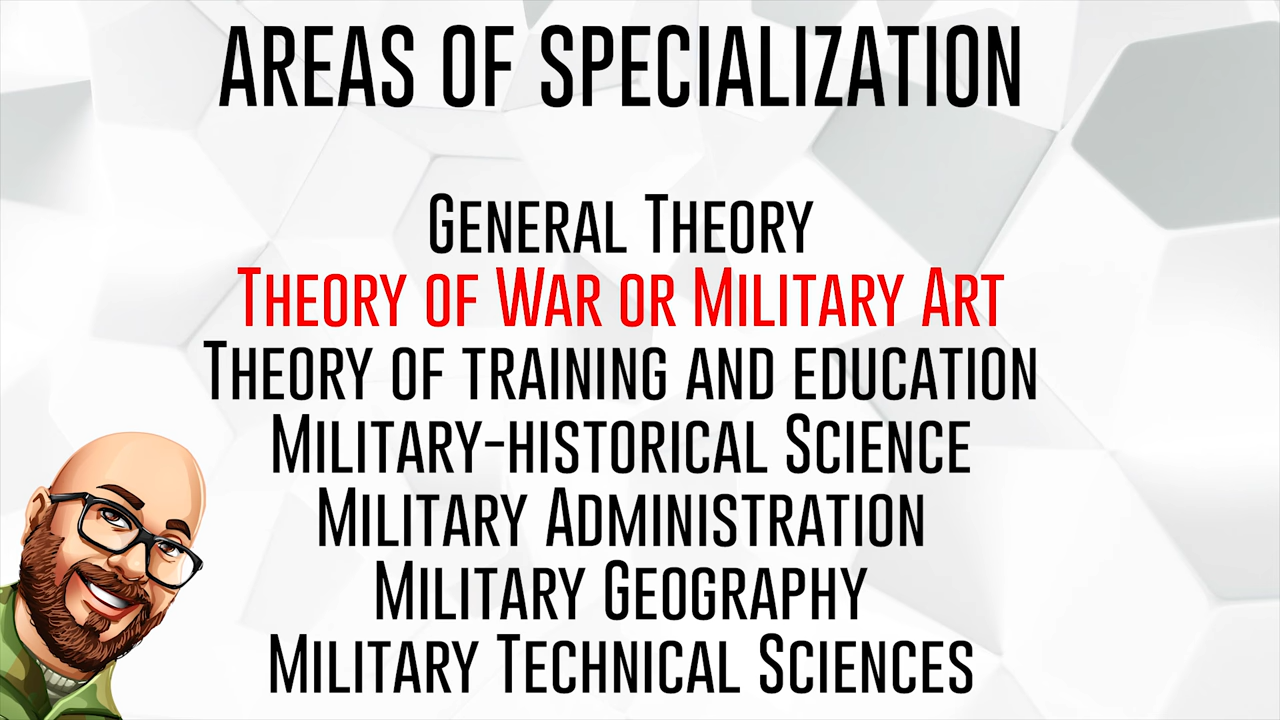 AREAS OF SPECIALIZATION
GENERAL THEORY
THEORY OF WAR OR MILITARY ART
THEORY OF TRAINING AND EDUCATION
MILITARY-HISTORICAL SCIENCE
MILITARY ADMINISTRATION
MILITARY GEOGRAPHY
MILITARY TECHNICAL SCIENCES